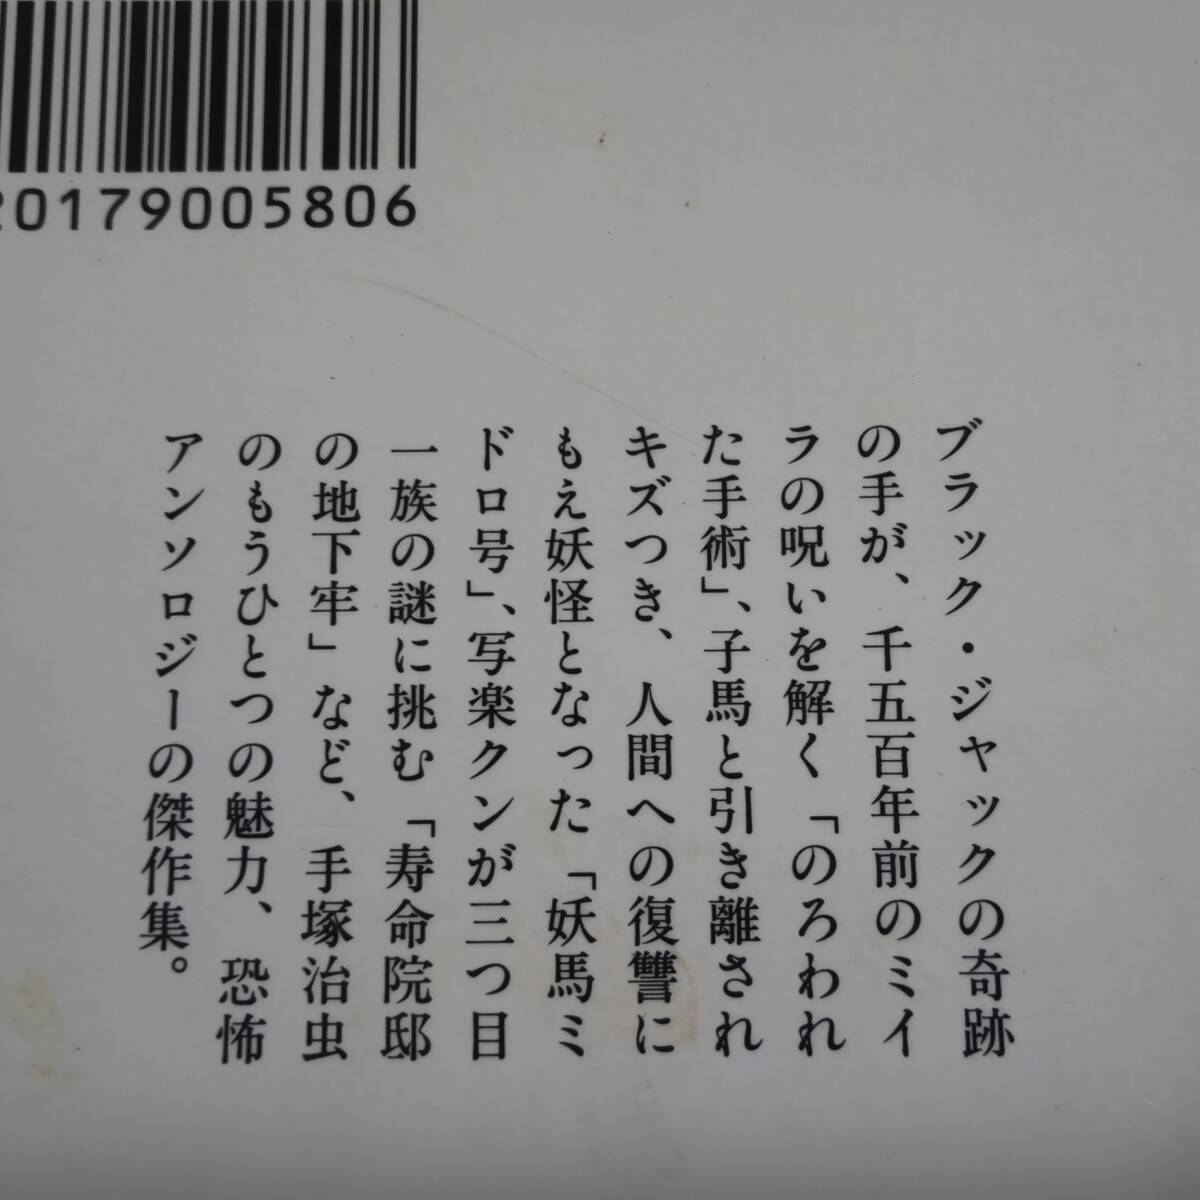 20179005806
ブラック・ジャックの奇跡
の手が、千五百年前のミイ
ラの呪いを解く「のろわれ
た手術」、子馬と引き離され
キズつき、人間への復讐に
もえ妖怪となった「妖馬ミ
ドロ号」、写楽クンが三つ目
一族の謎に挑む「寿命院邸
の地下牢」など、手塚治虫
のもうひとつの魅力、恐怖
アンソロジーの傑作集。